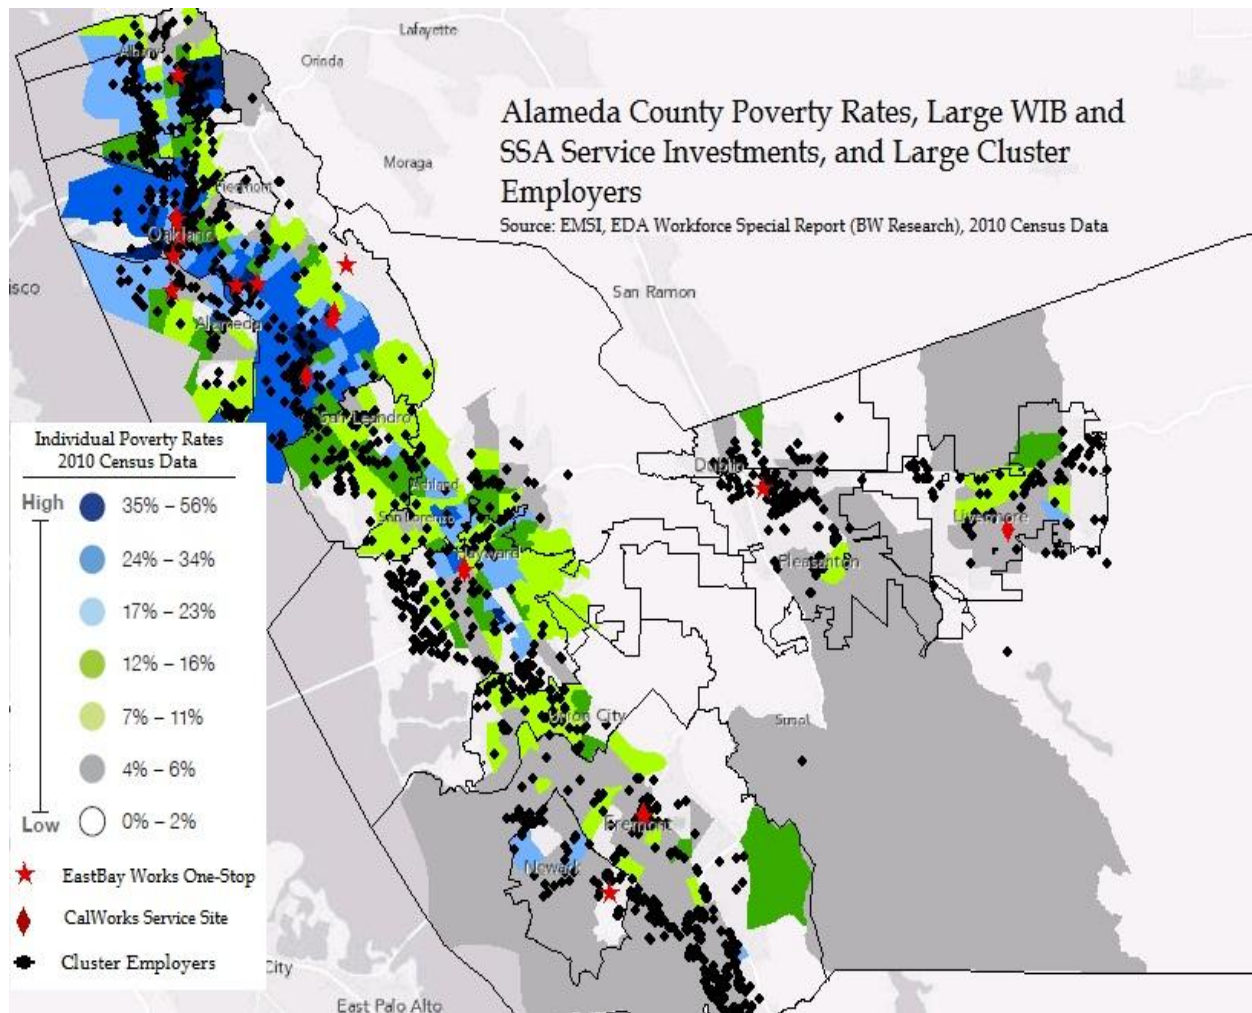 Lafayette
Orinda
Albany
Alameda County Poverty Rates, Large WIB and
SSA Service Investments, and Large Cluster
Employers
Source: EMSI, EDA Workforce Special Report (BW Research), 2010 Census Data
Moraga
Piedmont
Oakland
isco
San Ramon
Alameda
San Leandro
Individual Poverty Rates
2010 Census Data
High
35% – 56%
24% – 34%
17% – 23%
12% – 16%
7% – 11%
4% – 6%
Low
0% – 2%
EastBay Works One-Stop
CalWorks Service Site
Cluster Employers
Dublin
Ashland
San Lorenzo
Livermore
Hayward
Pleasanton
Union City
Sunol
Fremont
Newark
City
East Palo Alto